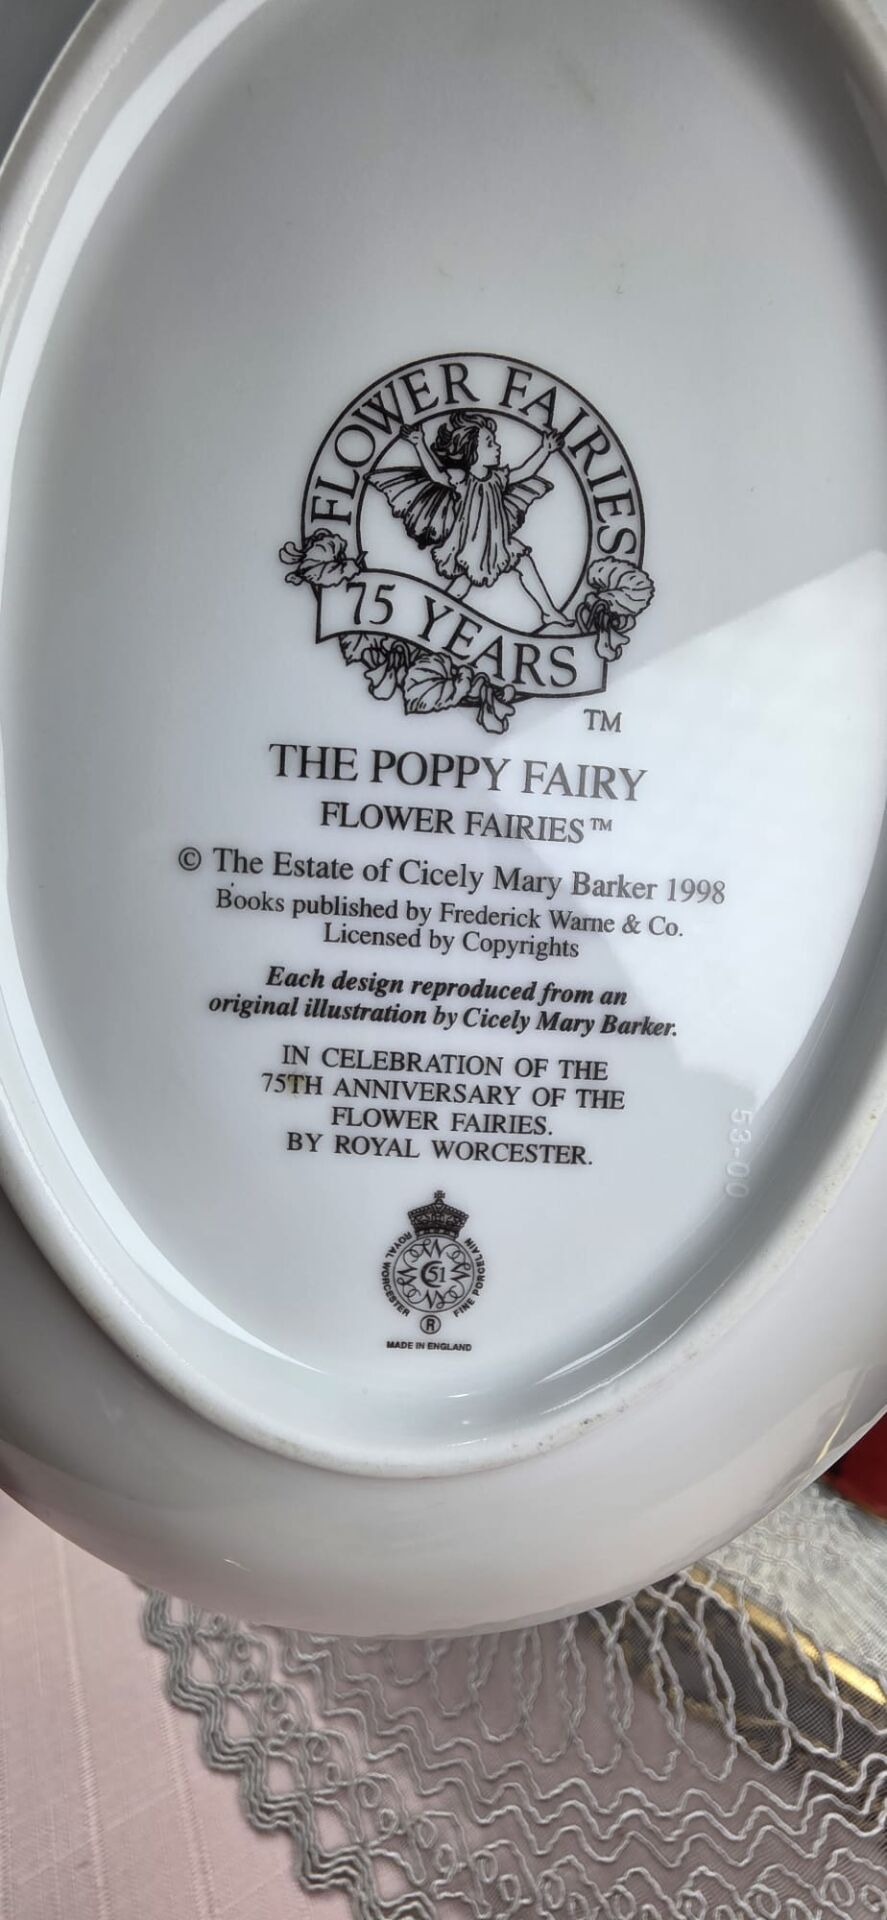 FLOWER FAIRIES
75 YEARS
TM
THE POPPY FAIRY
FLOWER FAIRIES™
© The Estate of Cicely Mary Barker 1998
Books published by Frederick Warne & Co.
Licensed by Copyrights
Each design reproduced from an
original illustration by Cicely Mary Barker.
IN CELEBRATION OF THE
75TH ANNIVERSARY OF THE
FLOWER FAIRIES.
BY ROYAL WORCESTER.
53-00
ROYAL WORCESTER
FINE PORCELAIN
51
®
MADE IN ENGLAND